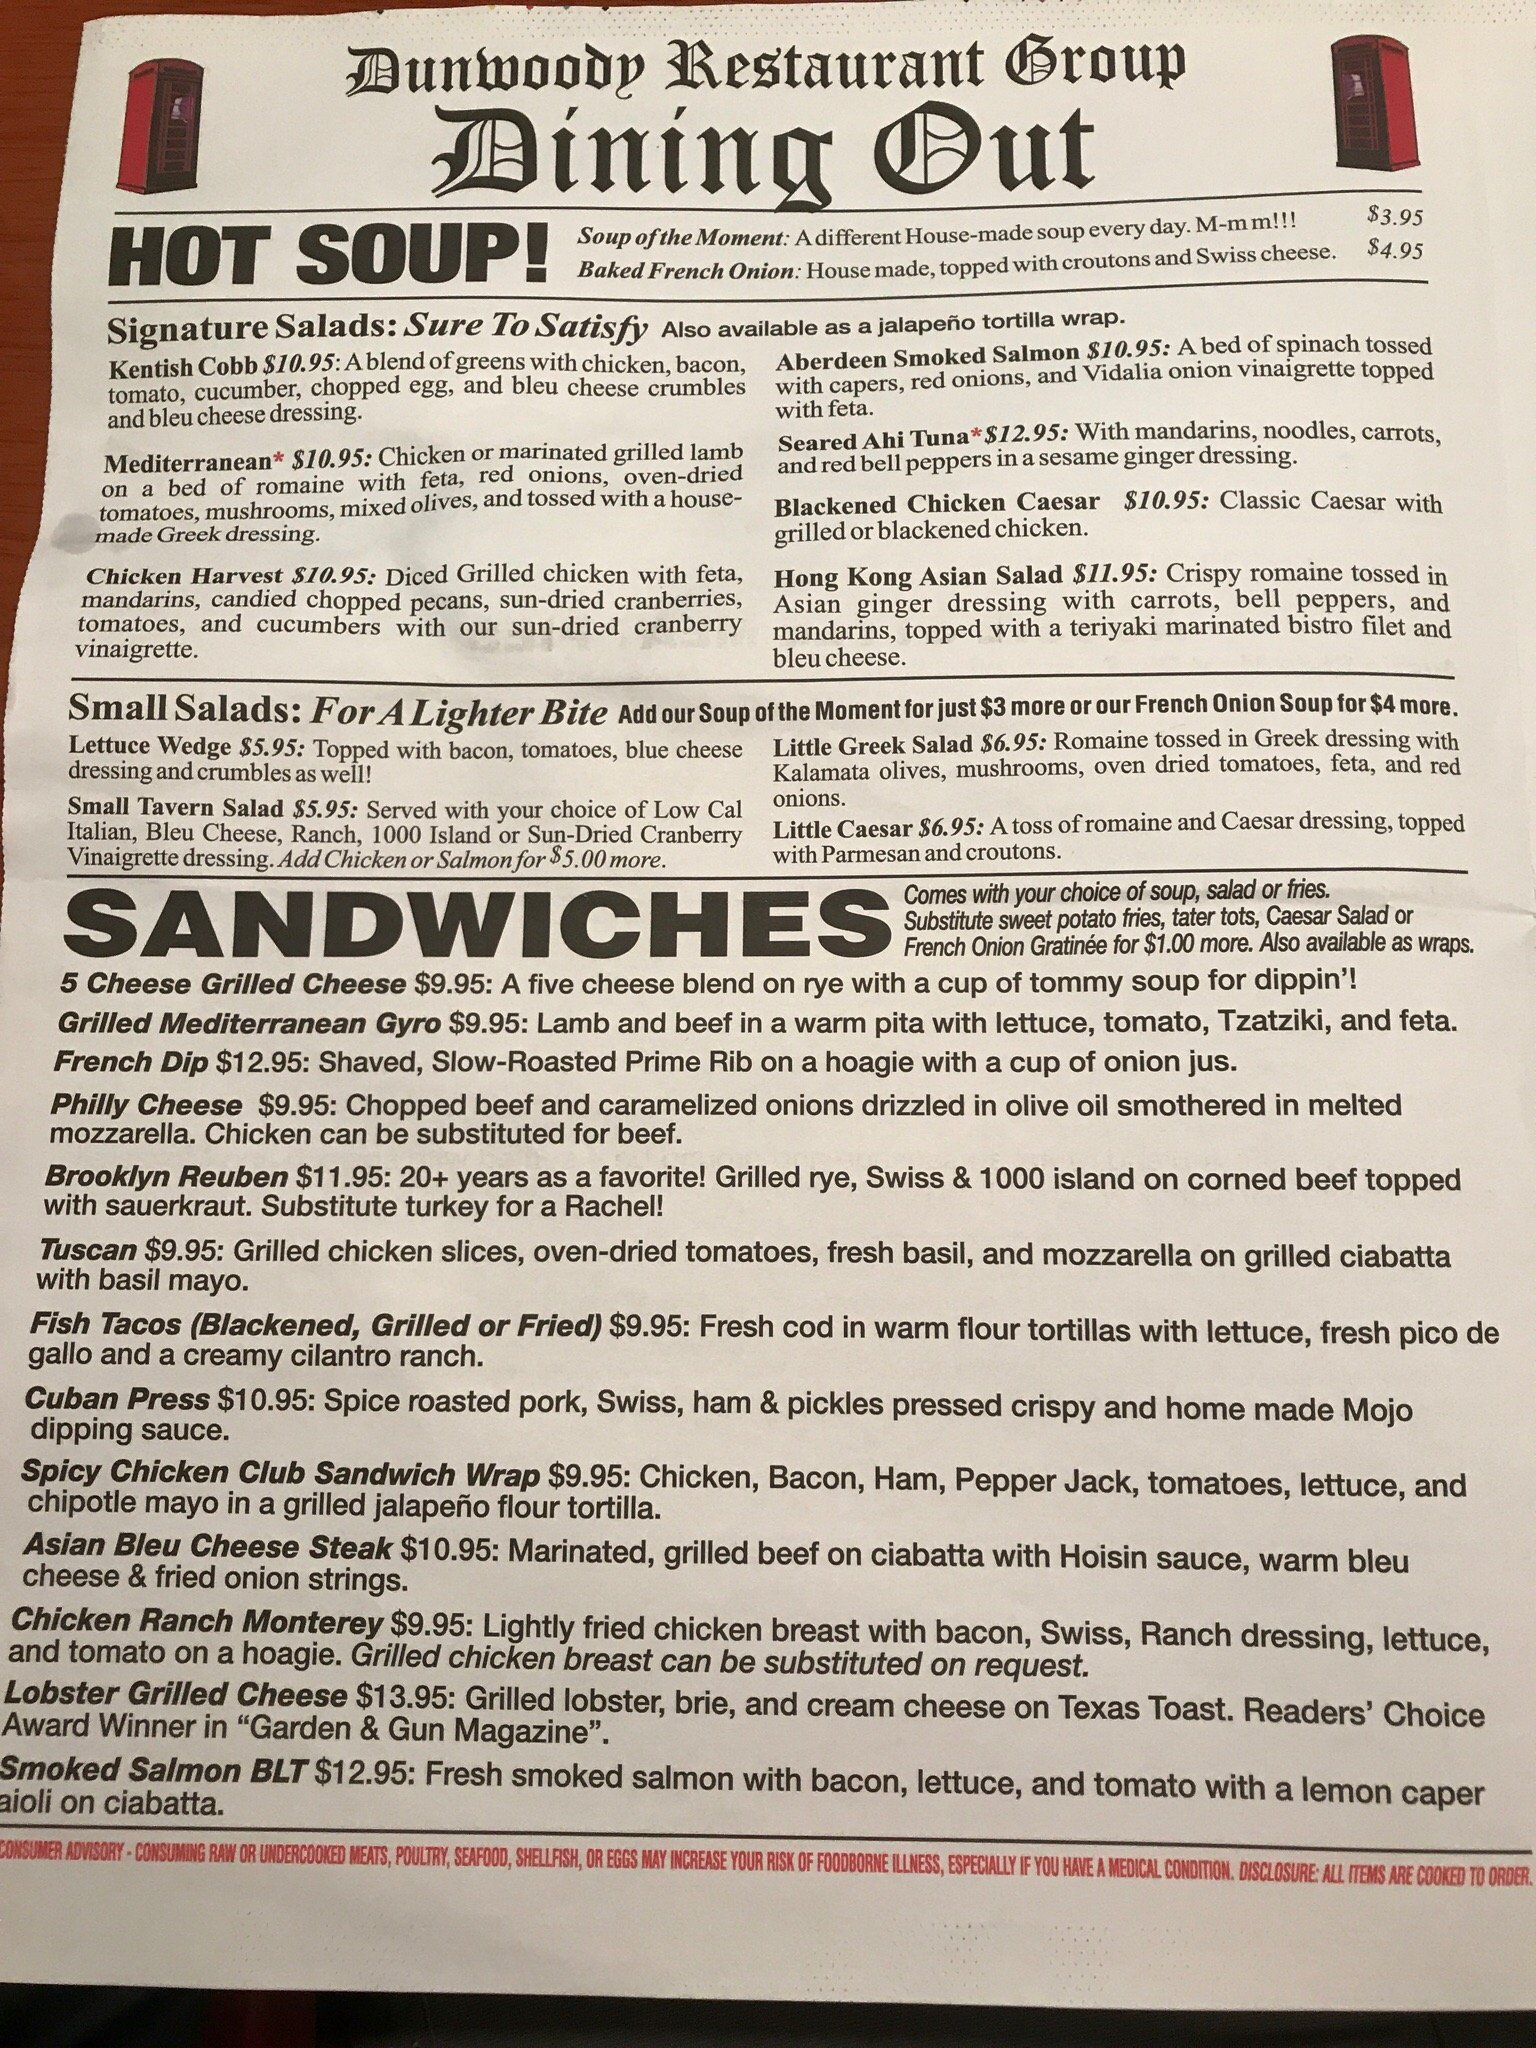 Dunwoody Restaurant Group
Dining Out
HOT SOUP!
Soup of the Moment: A different House-made soup every day. M-m m!!! $3.95
Baked French Onion: House made, topped with croutons and Swiss cheese. $4.95
Signature Salads: Sure To Satisfy Also available as a jalapeño tortilla wrap.
Kentish Cobb $10.95: A blend of greens with chicken, bacon,
tomato, cucumber, chopped egg, and bleu cheese crumbles
and bleu cheese dressing.
Mediterranean* $10.95: Chicken or marinated grilled lamb
on a bed of romaine with feta, red onions, oven-dried
tomatoes, mushrooms, mixed olives, and tossed with a house-
made Greek dressing.
Chicken Harvest $10.95: Diced Grilled chicken with feta,
mandarins, candied chopped pecans, sun-dried cranberries,
tomatoes, and cucumbers with our sun-dried cranberry
vinaigrette.
Aberdeen Smoked Salmon $10.95: A bed of spinach tossed
with capers, red onions, and Vidalia onion vinaigrette topped
with feta.
Seared Ahi Tuna* $12.95: With mandarins, noodles, carrots,
and red bell peppers in a sesame ginger dressing.
Blackened Chicken Caesar $10.95: Classic Caesar with
grilled or blackened chicken.
Hong Kong Asian Salad $11.95: Crispy romaine tossed in
Asian ginger dressing with carrots, bell peppers, and
mandarins, topped with a teriyaki marinated bistro filet and
bleu cheese.
Small Salads: For A Lighter Bite Add our Soup of the Moment for just $3 more or our French Onion Soup for $4 more.
Lettuce Wedge $5.95: Topped with bacon, tomatoes, blue cheese
dressing and crumbles as well!
Small Tavern Salad $5.95: Served with your choice of Low Cal
Italian, Bleu Cheese, Ranch, 1000 Island or Sun-Dried Cranberry
Vinaigrette dressing. Add Chicken or Salmon for $5.00 more.
Little Greek Salad $6.95: Romaine tossed in Greek dressing with
Kalamata olives, mushrooms, oven dried tomatoes, feta, and red
onions.
Little Caesar $6.95: A toss of romaine and Caesar dressing, topped
with Parmesan and croutons.
SANDWICHES
Comes with your choice of soup, salad or fries.
Substitute sweet potato fries, tater tots, Caesar Salad or
French Onion Gratinée for $1.00 more. Also available as wraps.
5 Cheese Grilled Cheese $9.95: A five cheese blend on rye with a cup of tommy soup for dippin'!
Grilled Mediterranean Gyro $9.95: Lamb and beef in a warm pita with lettuce, tomato, Tzatziki, and feta.
French Dip $12.95: Shaved, Slow-Roasted Prime Rib on a hoagie with a cup of onion jus.
Philly Cheese $9.95: Chopped beef and caramelized onions drizzled in olive oil smothered in melted
mozzarella. Chicken can be substituted for beef.
Brooklyn Reuben $11.95: 20+ years as a favorite! Grilled rye, Swiss & 1000 island on corned beef topped
with sauerkraut. Substitute turkey for a Rachel!
Tuscan $9.95: Grilled chicken slices, oven-dried tomatoes, fresh basil, and mozzarella on grilled ciabatta
with basil mayo.
Fish Tacos (Blackened, Grilled or Fried) $9.95: Fresh cod in warm flour tortillas with lettuce, fresh pico de
gallo and a creamy cilantro ranch.
Cuban Press $10.95: Spice roasted pork, Swiss, ham & pickles pressed crispy and home made Mojo
dipping sauce.
Spicy Chicken Club Sandwich Wrap $9.95: Chicken, Bacon, Ham, Pepper Jack, tomatoes, lettuce, and
chipotle mayo in a grilled jalapeño flour tortilla.
Asian Bleu Cheese Steak $10.95: Marinated, grilled beef on ciabatta with Hoisin sauce, warm bleu
cheese & fried onion strings.
Chicken Ranch Monterey $9.95: Lightly fried chicken breast with bacon, Swiss, Ranch dressing, lettuce,
and tomato on a hoagie. Grilled chicken breast can be substituted on request.
Lobster Grilled Cheese $13.95: Grilled lobster, brie, and cream cheese on Texas Toast. Readers' Choice
Award Winner in "Garden & Gun Magazine".
Smoked Salmon BLT $12.95: Fresh smoked salmon with bacon, lettuce, and tomato with a lemon caper
aioli on ciabatta.
CONSUMER ADVISORY - CONSUMING RAW OR UNDERCOOKED MEATS, POULTRY, SEAFOOD, SHELLFISH, OR EGGS MAY INCREASE YOUR RISK OF FOODBORNE ILLNESS, ESPECIALLY IF YOU HAVE A MEDICAL CONDITION. DISCLOSURE: ALL ITEMS ARE COOKED TO ORDER.